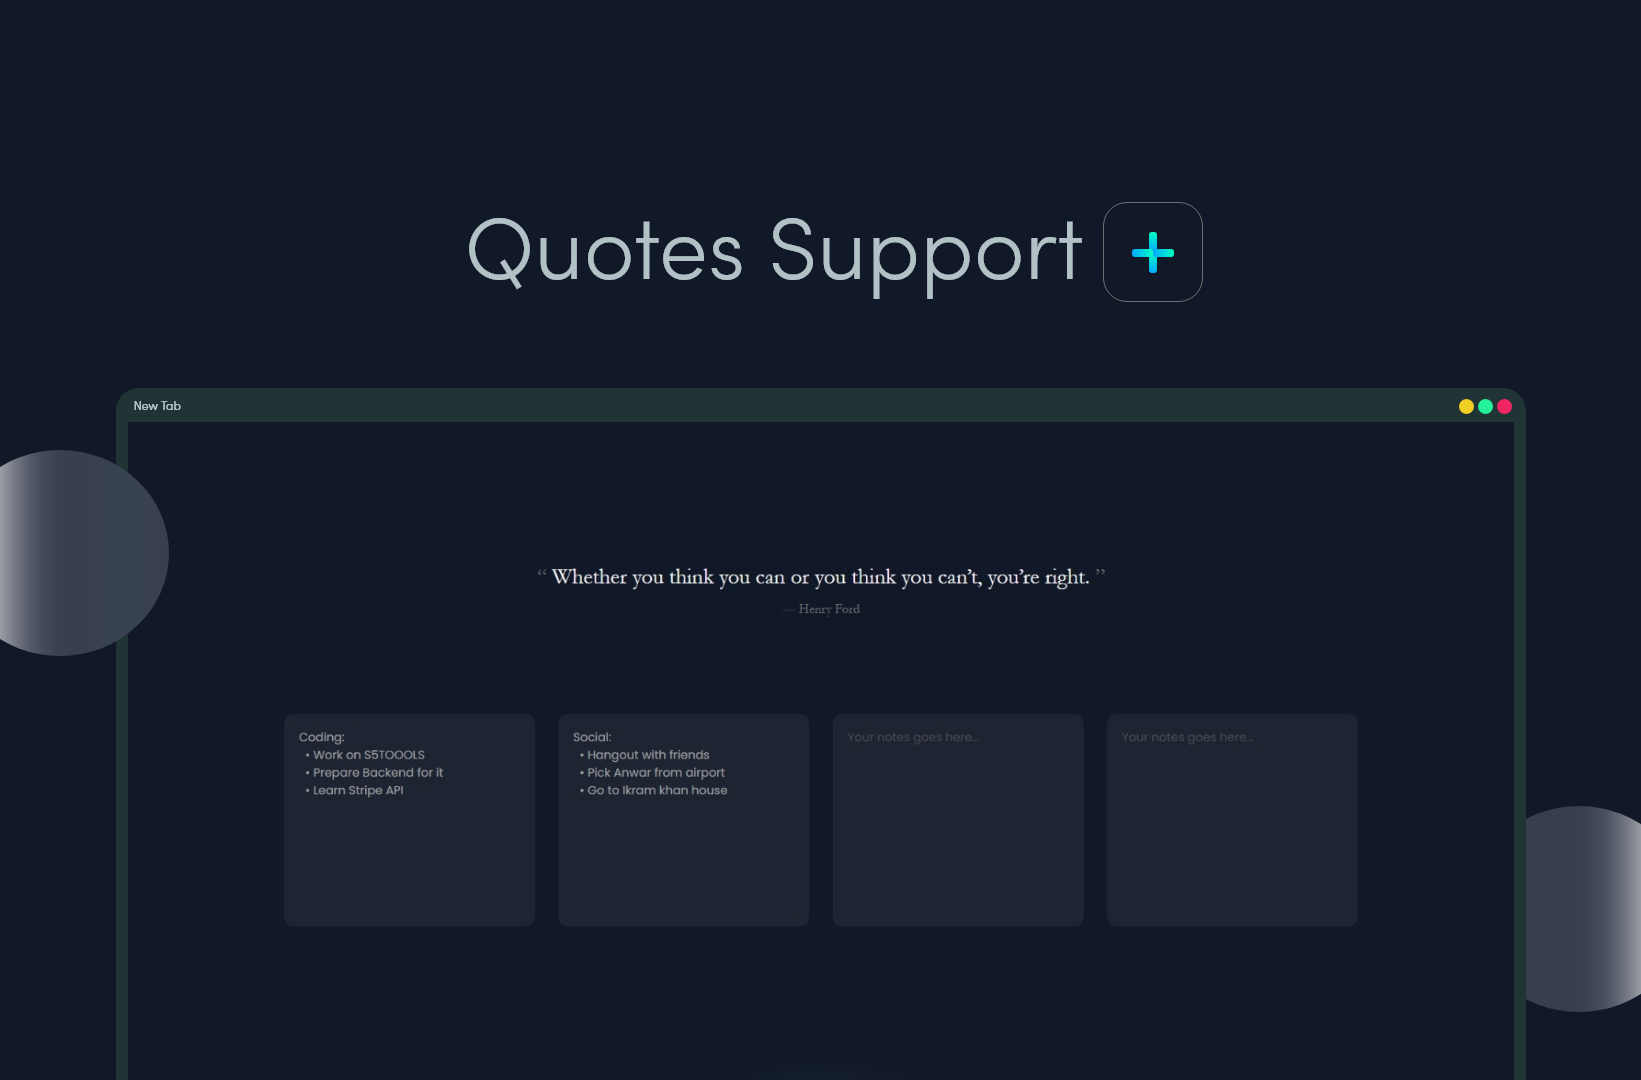 Quotes Support
New Tab
“ Whether you think you can or you think you can’t, you’re right. ”
— Henry Ford
Coding:
• Work on S5TOOOLS
• Prepare Backend for it
• Learn Stripe API
Social:
• Hangout with friends
• Pick Anwar from airport
• Go to Ikram khan house
Your notes goes here...
Your notes goes here...